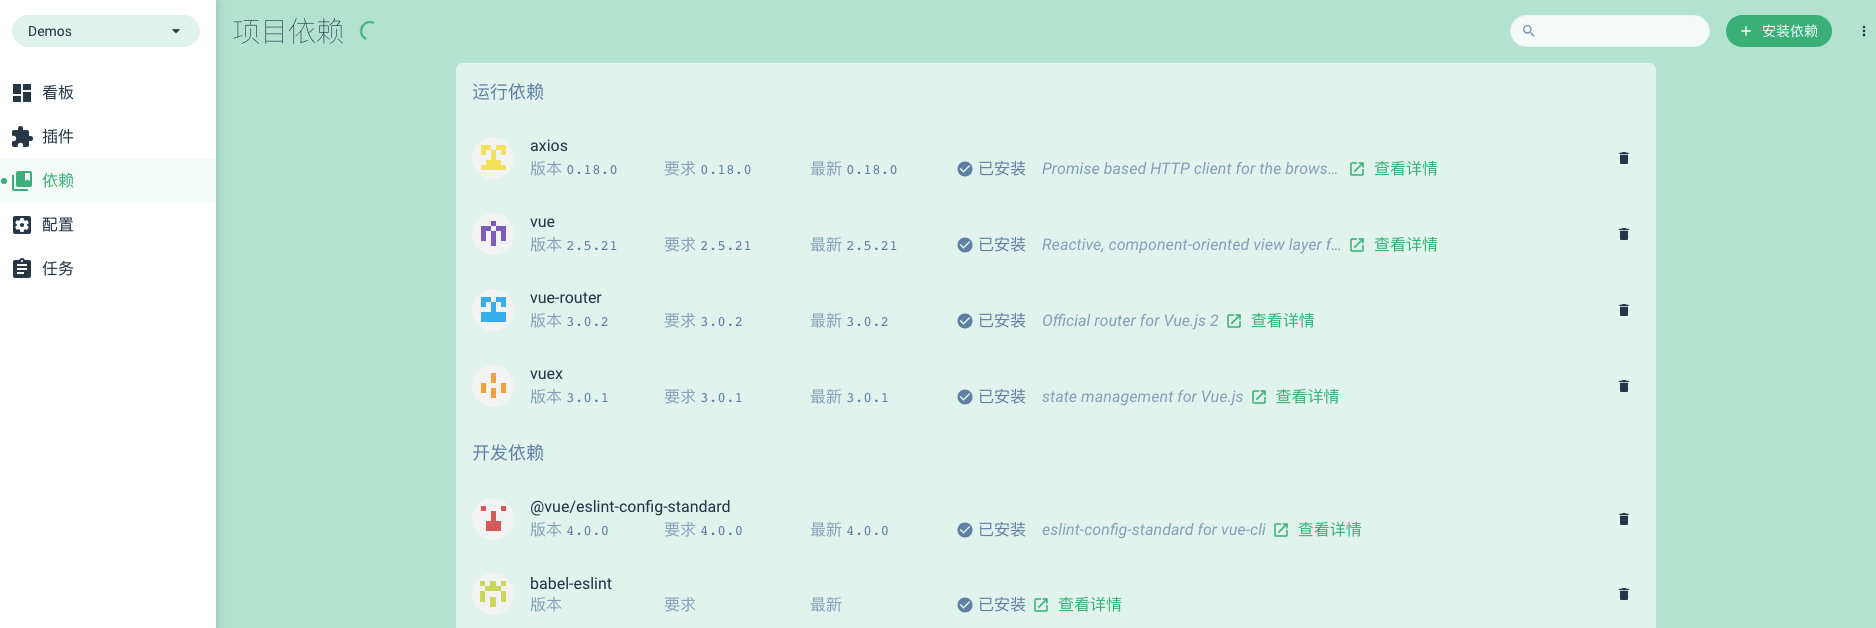 Demos
项目依赖
安装依赖
看板
插件
依赖
配置
任务
运行依赖
axios
版本 0.18.0 要求 0.18.0 最新 0.18.0 已安装 Promise based HTTP client for the brows... 查看详情
vue
版本 2.5.21 要求 2.5.21 最新 2.5.21 已安装 Reactive, component-oriented view layer f... 查看详情
vue-router
版本 3.0.2 要求 3.0.2 最新 3.0.2 已安装 Official router for Vue.js 2 查看详情
vuex
版本 3.0.1 要求 3.0.1 最新 3.0.1 已安装 state management for Vue.js 查看详情
开发依赖
@vue/eslint-config-standard
版本 4.0.0 要求 4.0.0 最新 4.0.0 已安装 eslint-config-standard for vue-cli 查看详情
babel-eslint
版本 要求 最新 已安装 查看详情